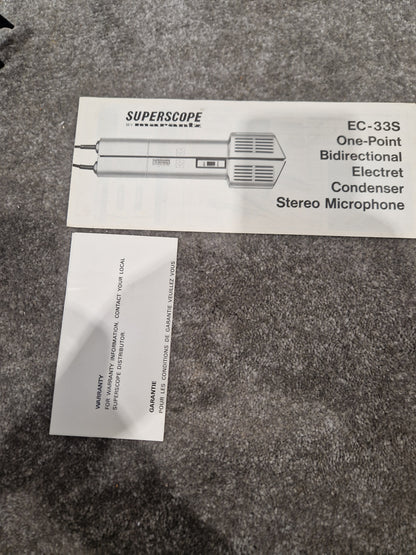 SUPERSCOPE
BY marantz
EC-33S
One-Point
Bidirectional
Electret
Condenser
Stereo Microphone
WARRANTY
FOR WARRANTY INFORMATION, CONTACT YOUR LOCAL
SUPERSCOPE DISTRIBUTOR.
GARANTIE
POUR LES CONDITIONS DE GARANTIE VEUILLEZ VOUS